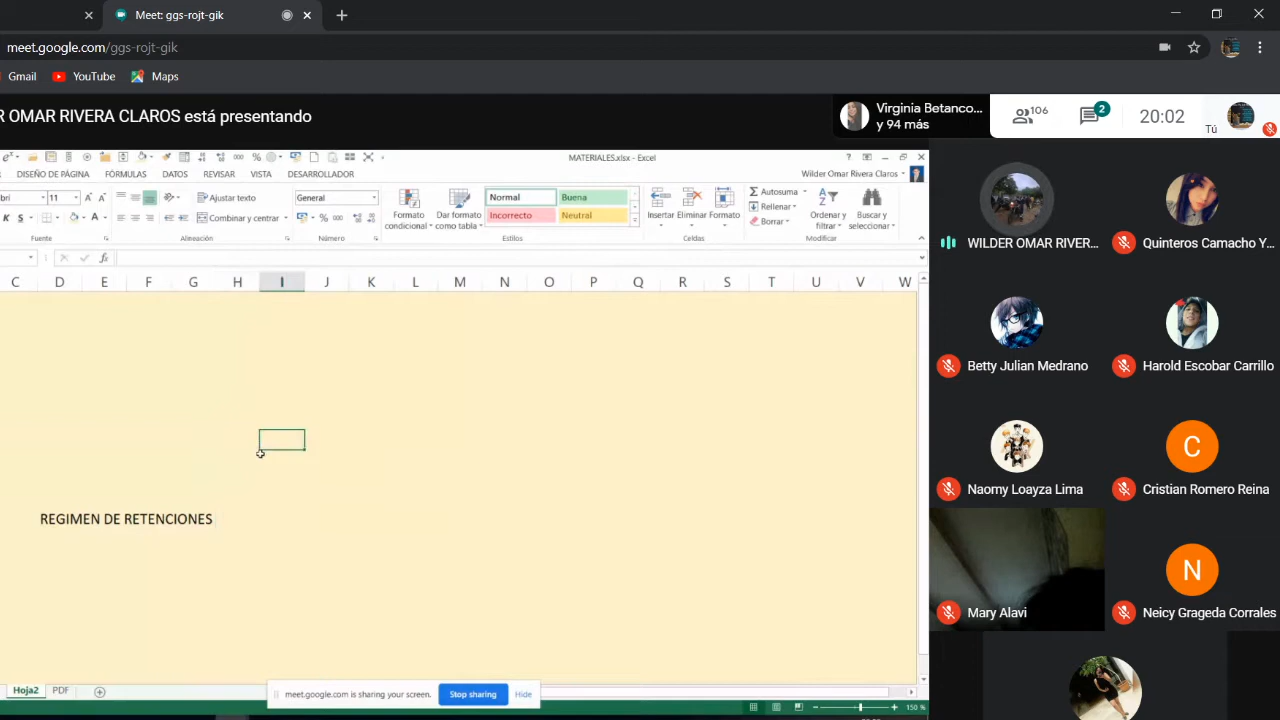 Meet: ggs-rojt-gik
meet.google.com/ggs-rojt-gik
Gmail YouTube Maps
R OMAR RIVERA CLAROS está presentando
Virginia Betanco...
y 94 más
106
2
20:02
Tú
MATERIALES.xlsx - Excel
DISEÑO DE PÁGINA FÓRMULAS DATOS REVISAR VISTA DESARROLLADOR
Wilder Omar Rivera Claros
bri 11
Ajustar texto
General
K S
Combinar y centrar
Formato condicional
Dar formato como tabla
Normal Buena
Incorrecto Neutral
Insertar Eliminar Formato
Autosuma
Rellenar
Borrar
Ordenar y filtrar
Buscar y seleccionar
Fuente Alineación Número Estilos Celdas Modificar
fx
C D E F G H I J K L M N O P Q R S T U V W
REGIMEN DE RETENCIONES
Hoja2 PDF
meet.google.com is sharing your screen. Stop sharing Hide
150 %
WILDER OMAR RIVER...
Quinteros Camacho Y...
Betty Julian Medrano
Harold Escobar Carrillo
Naomy Loayza Lima
C
Cristian Romero Reina
Mary Alavi
N
Neicy Grageda Corrales